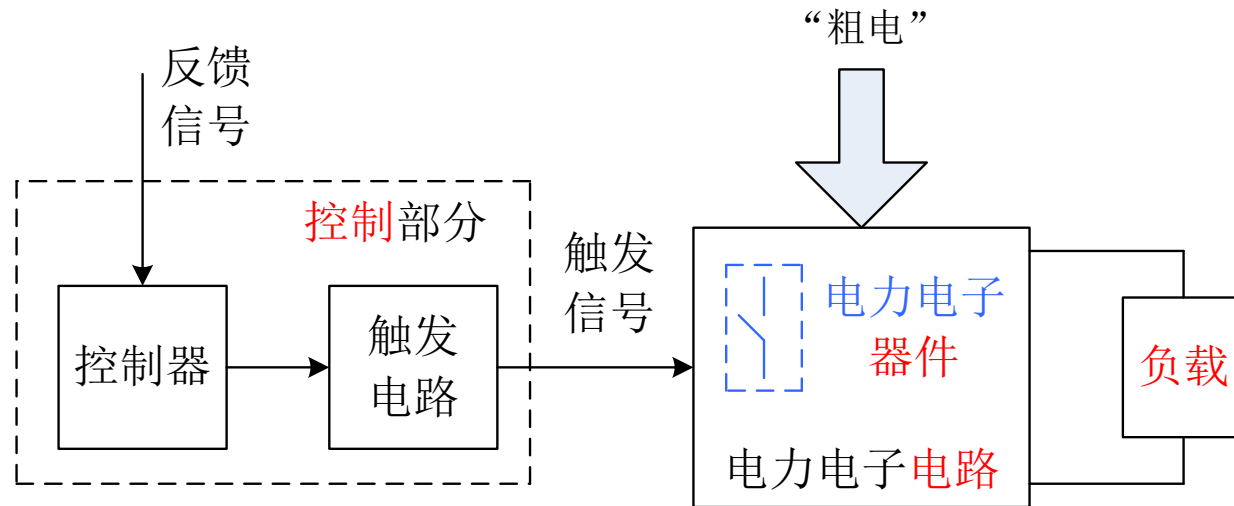 “粗电”
反馈
信号
控制部分
控制器
触发
电路
触发
信号
电力电子
器件
电力电子电路
负载